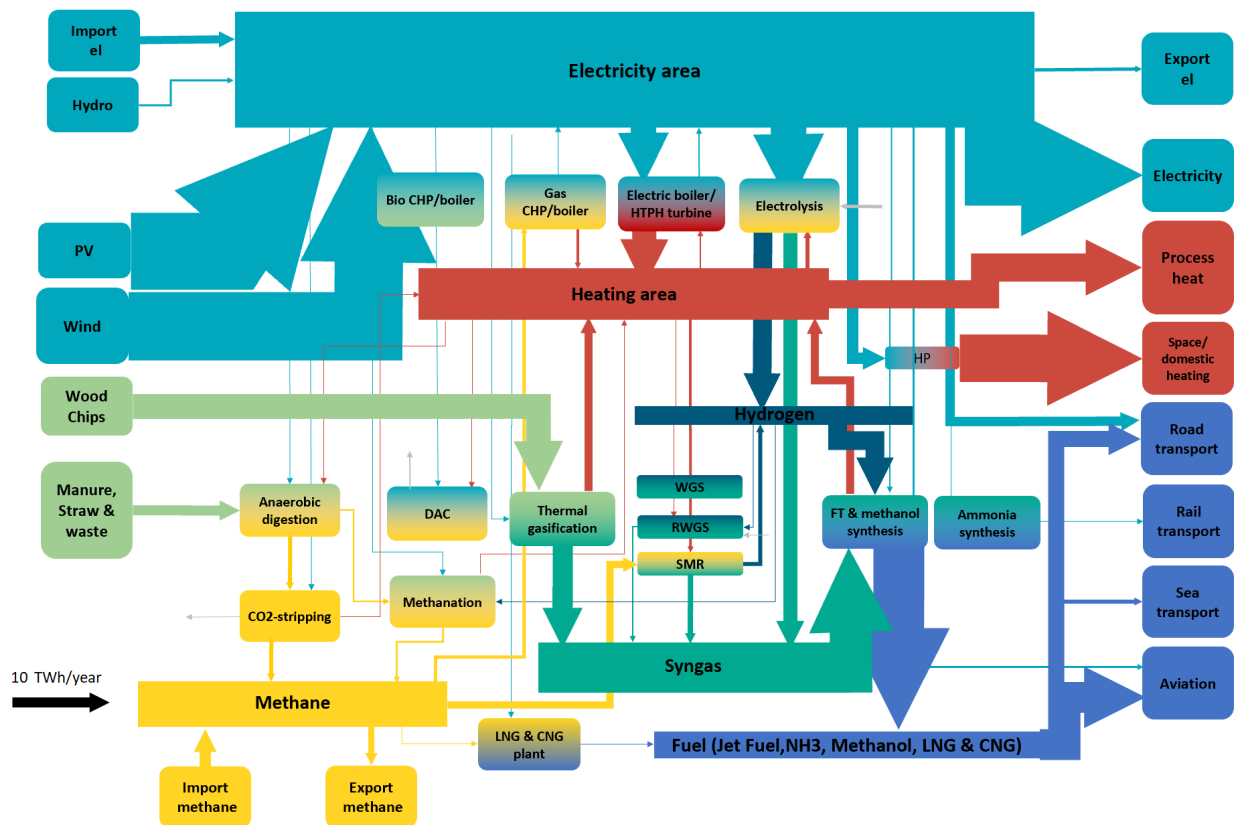 Import
el
Electricity area
Export
el
Hydro
Electricity
Bio CHP/boiler
Gas
CHP/boiler
Electric boiler/
HTPH turbine
Electrolysis
PV
Process
heat
Heating area
Wind
HP
Space/
domestic
heating
Wood
Chips
Hydrogen
Road
transport
Manure,
Straw &
waste
Anaerobic
digestion
DAC
Thermal
gasification
WGS
RWGS
SMR
FT & methanol
synthesis
Ammonia
synthesis
Rail
transport
CO2-stripping
Methanation
Sea
transport
Syngas
Aviation
10 TWh/year
Methane
LNG & CNG
plant
Fuel (Jet Fuel,NH3, Methanol, LNG & CNG)
Import
methane
Export
methane